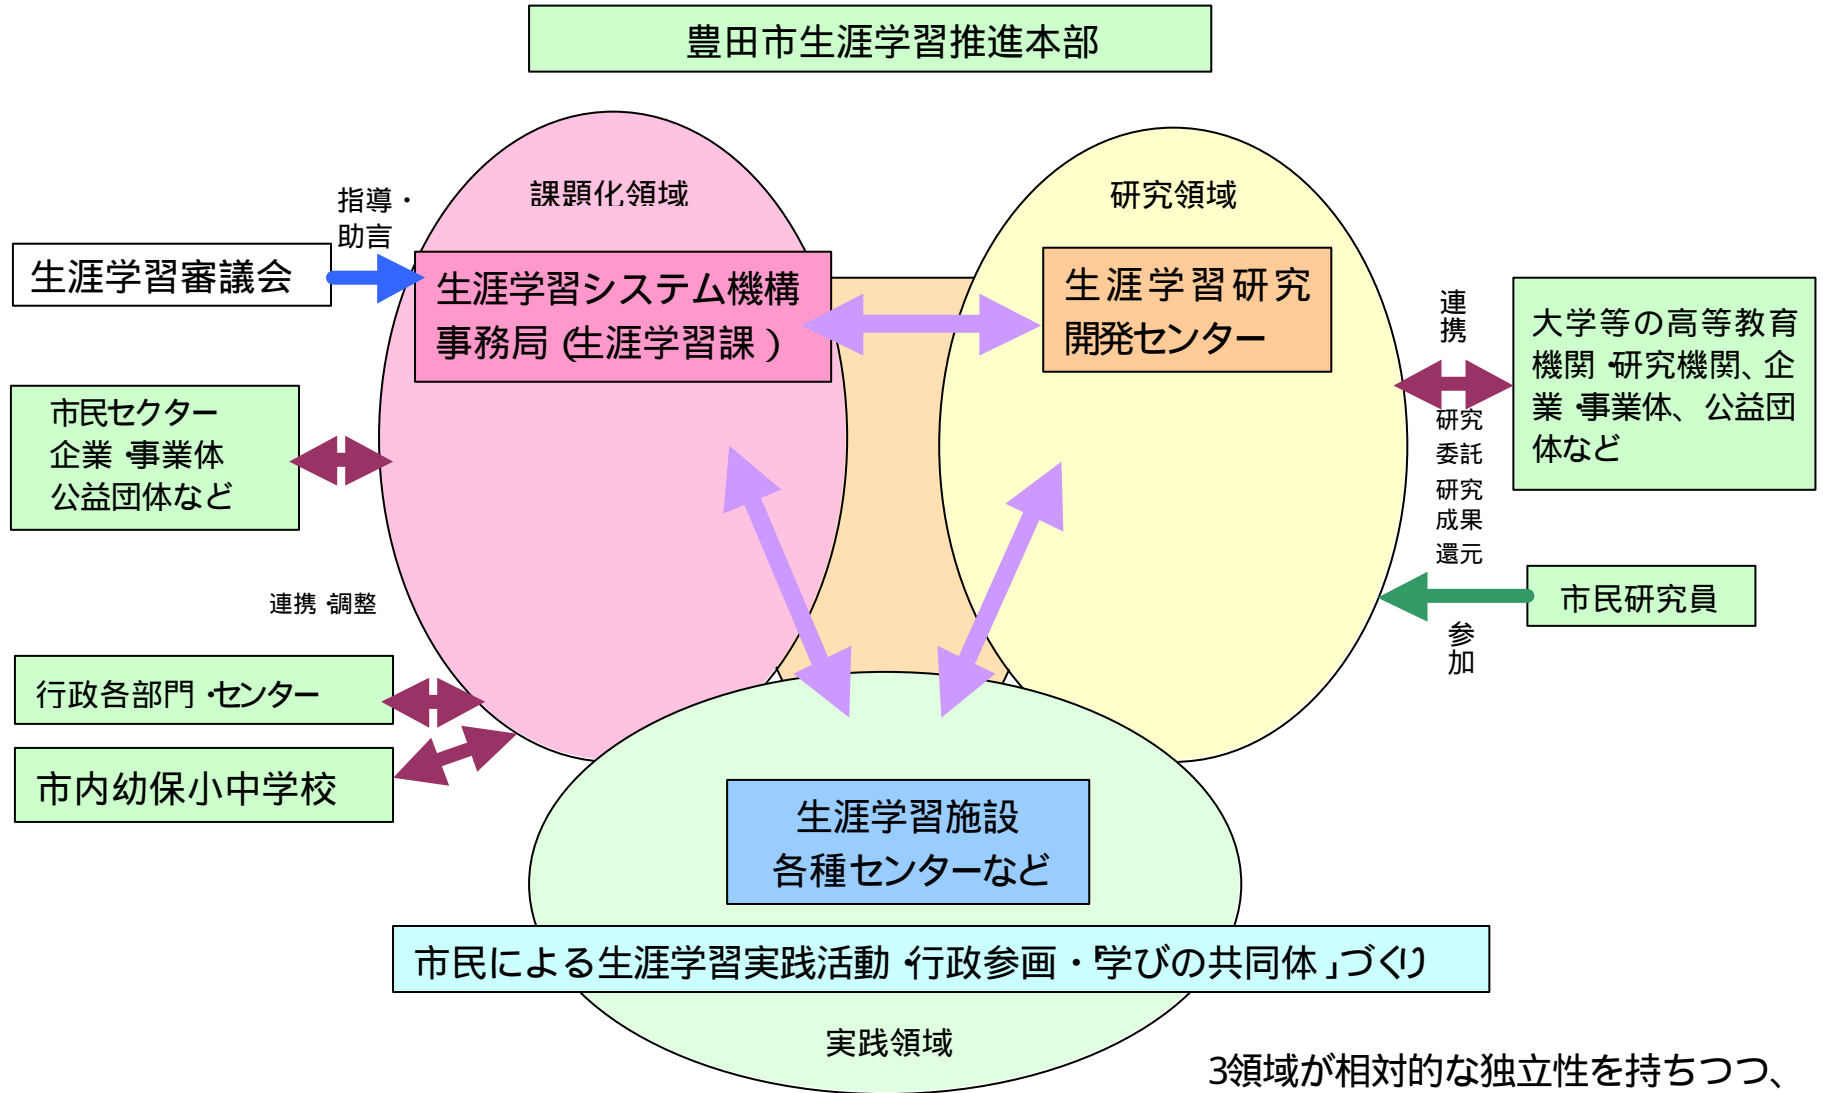 豊田市生涯学習推進本部
課題化領域
研究領域
指導・
助言
生涯学習審議会
生涯学習システム機構
事務局(生涯学習課)
生涯学習研究
開発センター
連携
大学等の高等教育
機関・研究機関、企
業・事業体、公益団
体など
市民セクター
企業・事業体
公益団体など
研究
委託
研究
成果
還元
連携・調整
市民研究員
参加
行政各部門・センター
市内幼保小中学校
生涯学習施設
各種センターなど
市民による生涯学習実践活動・行政参画・「学びの共同体」づくり
実践領域
3領域が相対的な独立性を持ちつつ、